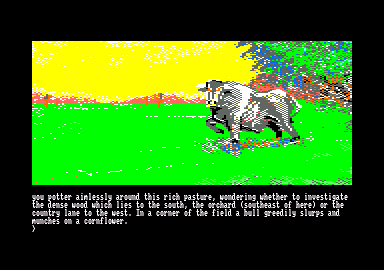 you potter aimlessly around this rich pasture, wondering whether to investigate
the dense wood which lies to the south, the orchard (southeast of here) or the
country lane to the west. In a corner of the field a bull greedily slurps and
munches on a cornflower.
)